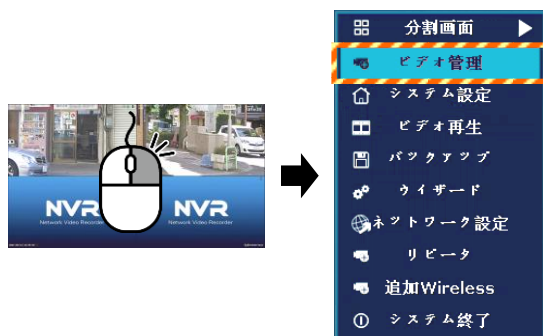 NVR
Network Video Recorder
NVR
Network Video Recorder
分割画面
ビデオ管理
システム設定
ビデオ再生
バックアップ
ウイザード
ネットワーク設定
リピータ
追加Wireless
システム終了